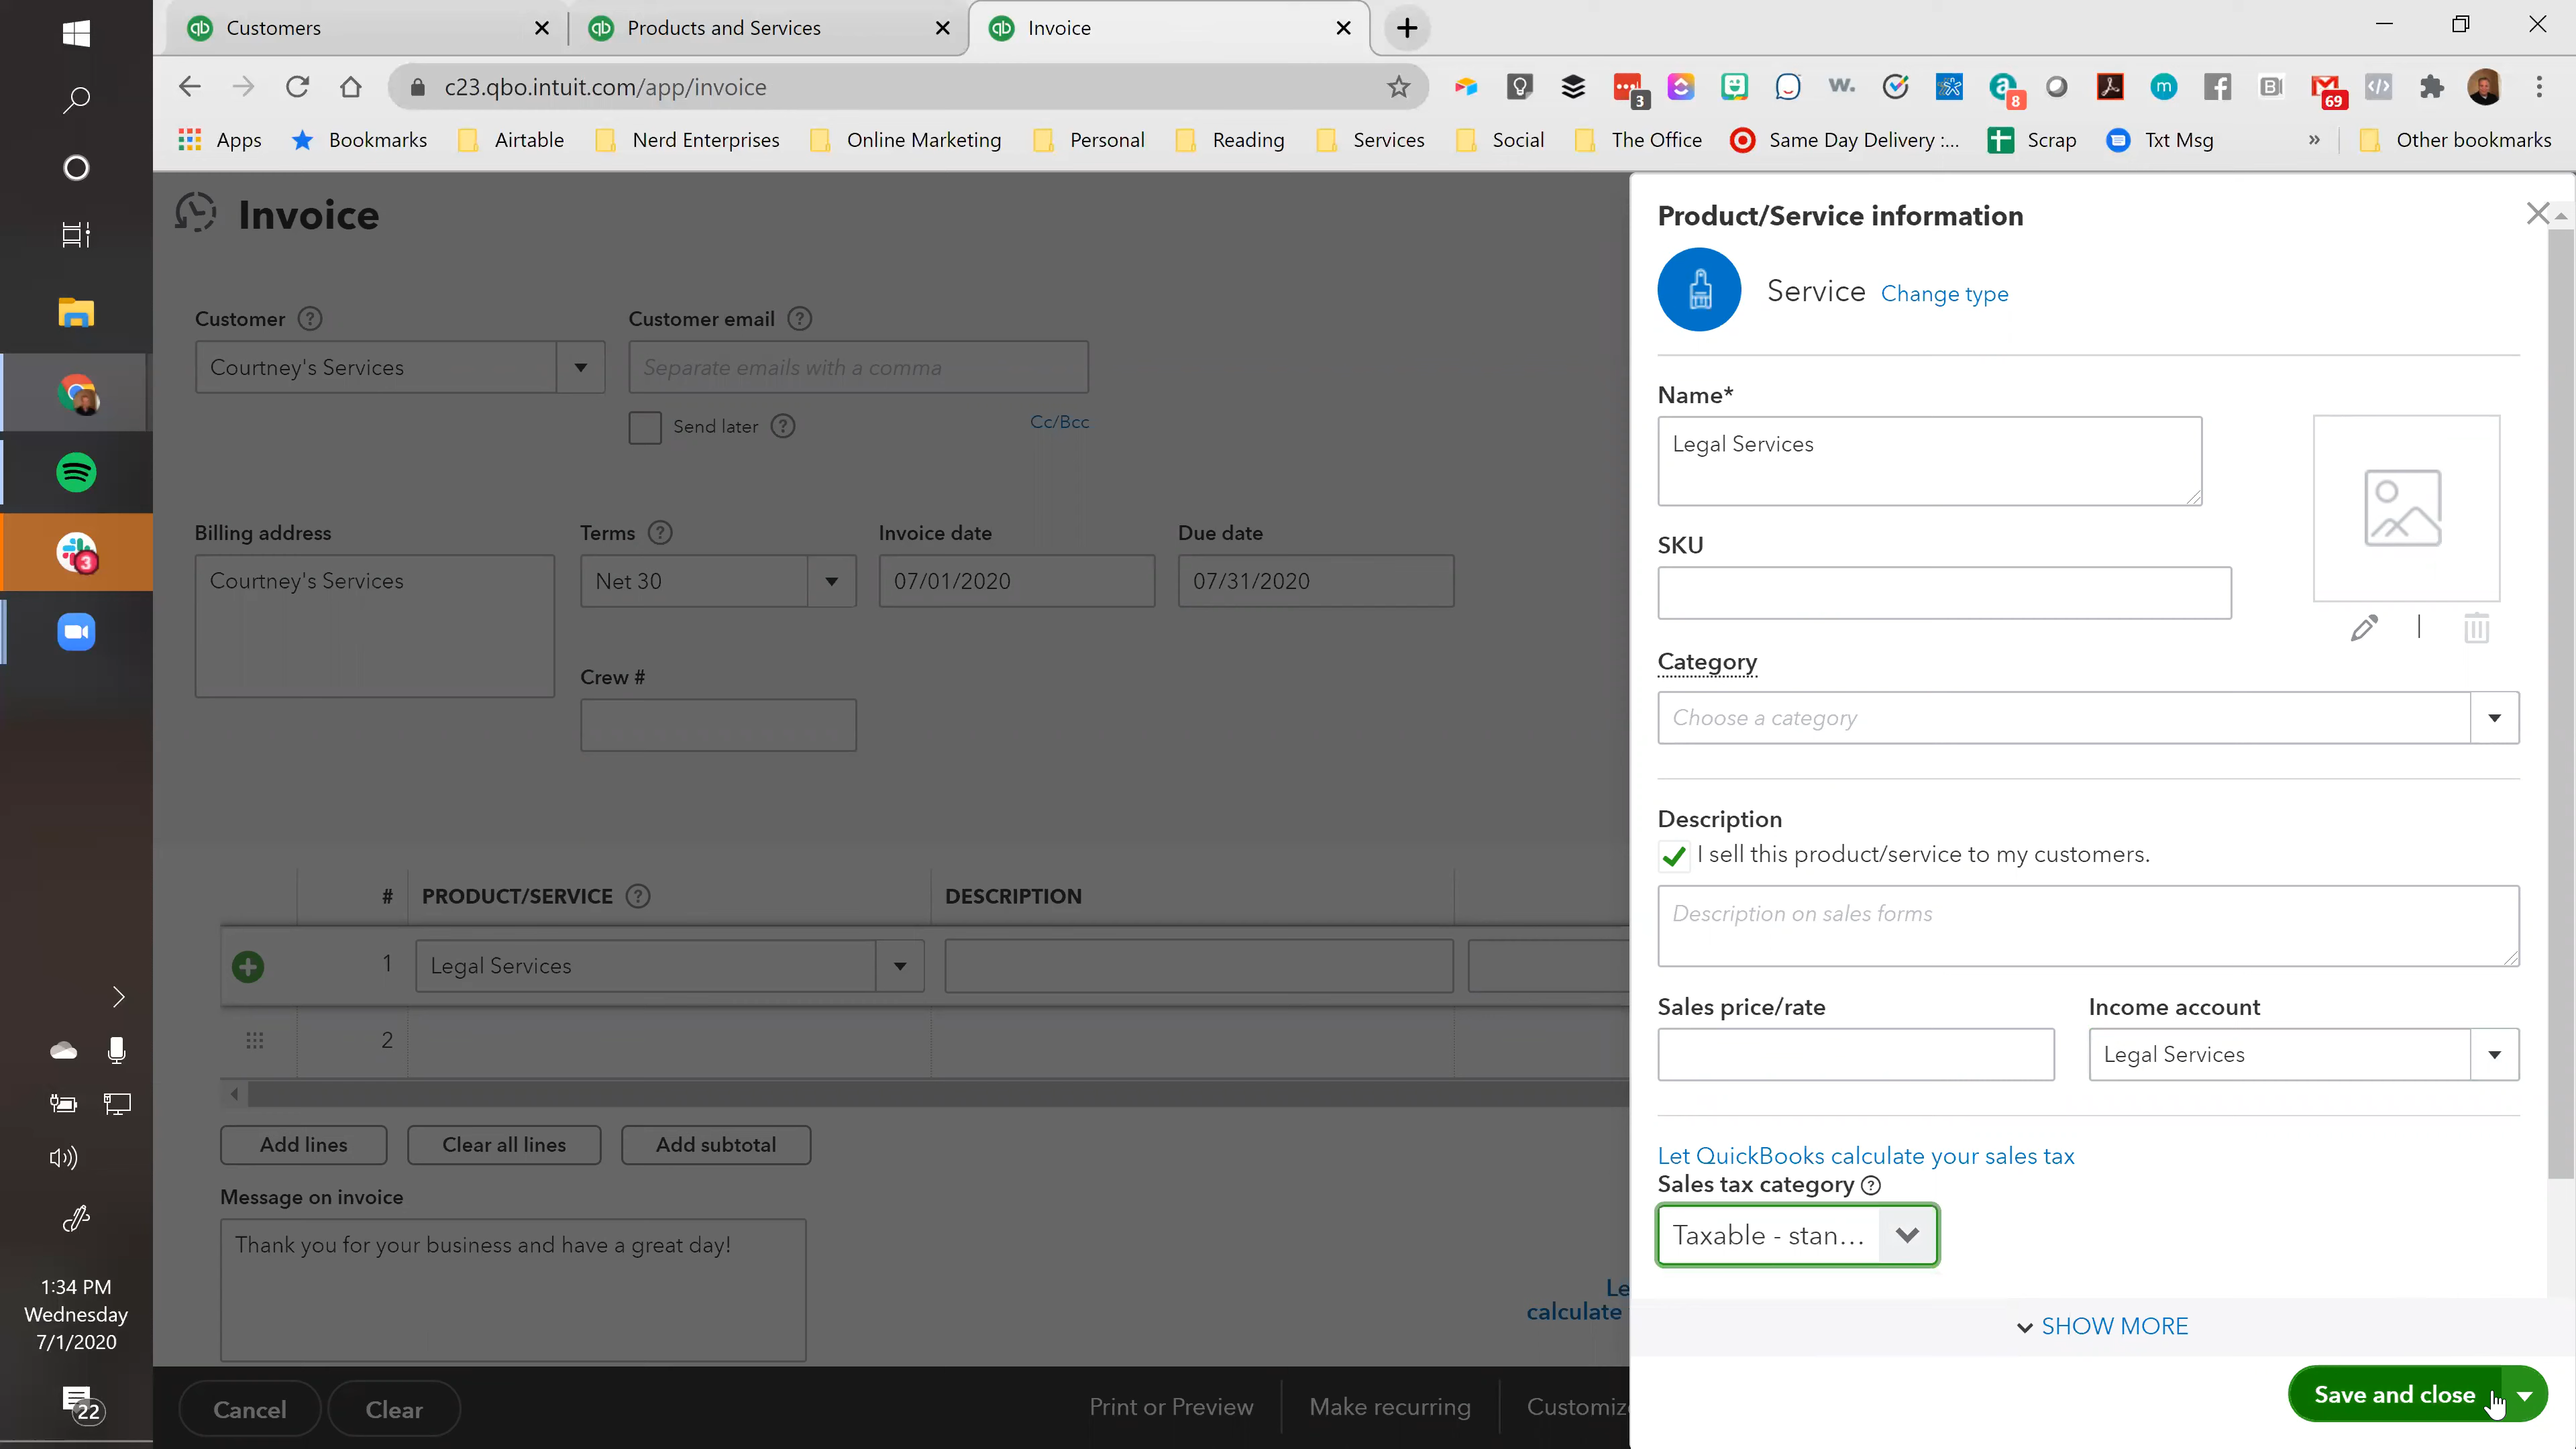 Customers
Products and Services
Invoice
c23.qbo.intuit.com/app/invoice
3
8
69
Apps
Bookmarks
Airtable
Nerd Enterprises
Online Marketing
Personal
Reading
Services
Social
The Office
Same Day Delivery :...
Scrap
Txt Msg
»
Other bookmarks
Invoice
Customer ?
Courtney's Services
Customer email ?
Separate emails with a comma
Send later ?
Cc/Bcc
Billing address
Courtney's Services
Terms ?
Net 30
Invoice date
07/01/2020
Due date
07/31/2020
Crew #
# PRODUCT/SERVICE ? DESCRIPTION
1 Legal Services
2
Add lines
Clear all lines
Add subtotal
Message on invoice
Thank you for your business and have a great day!
Le
calculate
Cancel
Clear
Print or Preview
Make recurring
Customiz
Product/Service information
Service Change type
Name*
Legal Services
SKU
Category
Choose a category
Description
I sell this product/service to my customers.
Description on sales forms
Sales price/rate
Income account
Legal Services
Let QuickBooks calculate your sales tax
Sales tax category ?
Taxable - stan...
SHOW MORE
Save and close
3
1:34 PM
Wednesday
7/1/2020
22